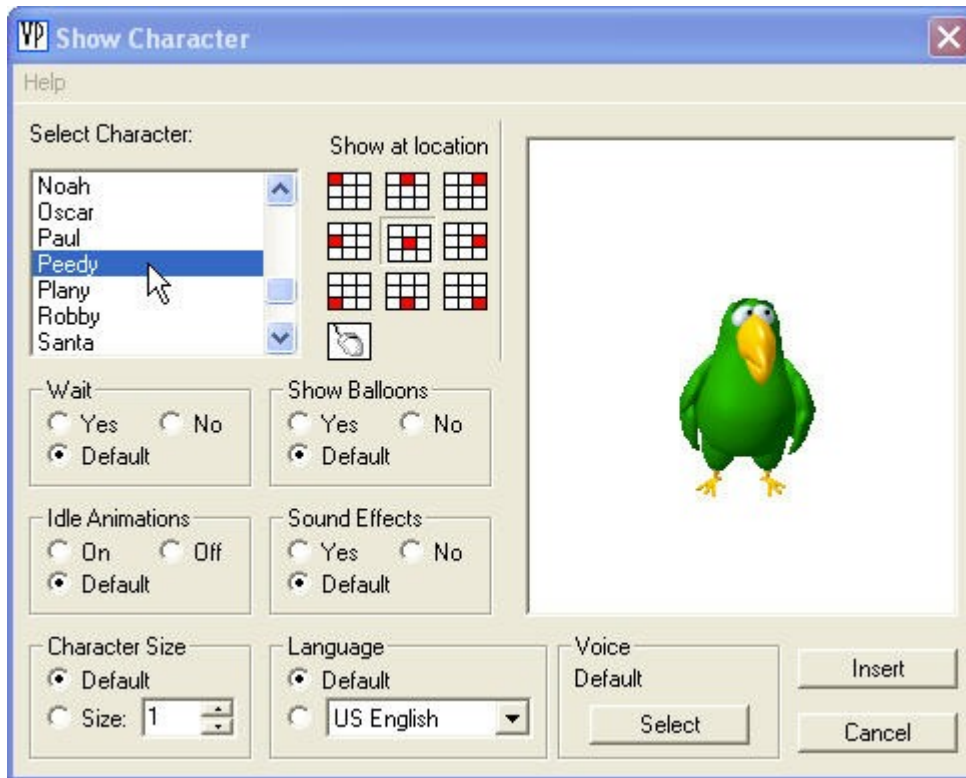 VP Show Character
Help
Select Character:
Show at location
Noah
Oscar
Paul
Peedy
Plany
Robby
Santa
Wait
Yes No
Default
Show Balloons
Yes No
Default
Idle Animations
On Off
Default
Sound Effects
Yes No
Default
Character Size
Default
Size: 1
Language
Default
US English
Voice
Default
Select
Insert
Cancel